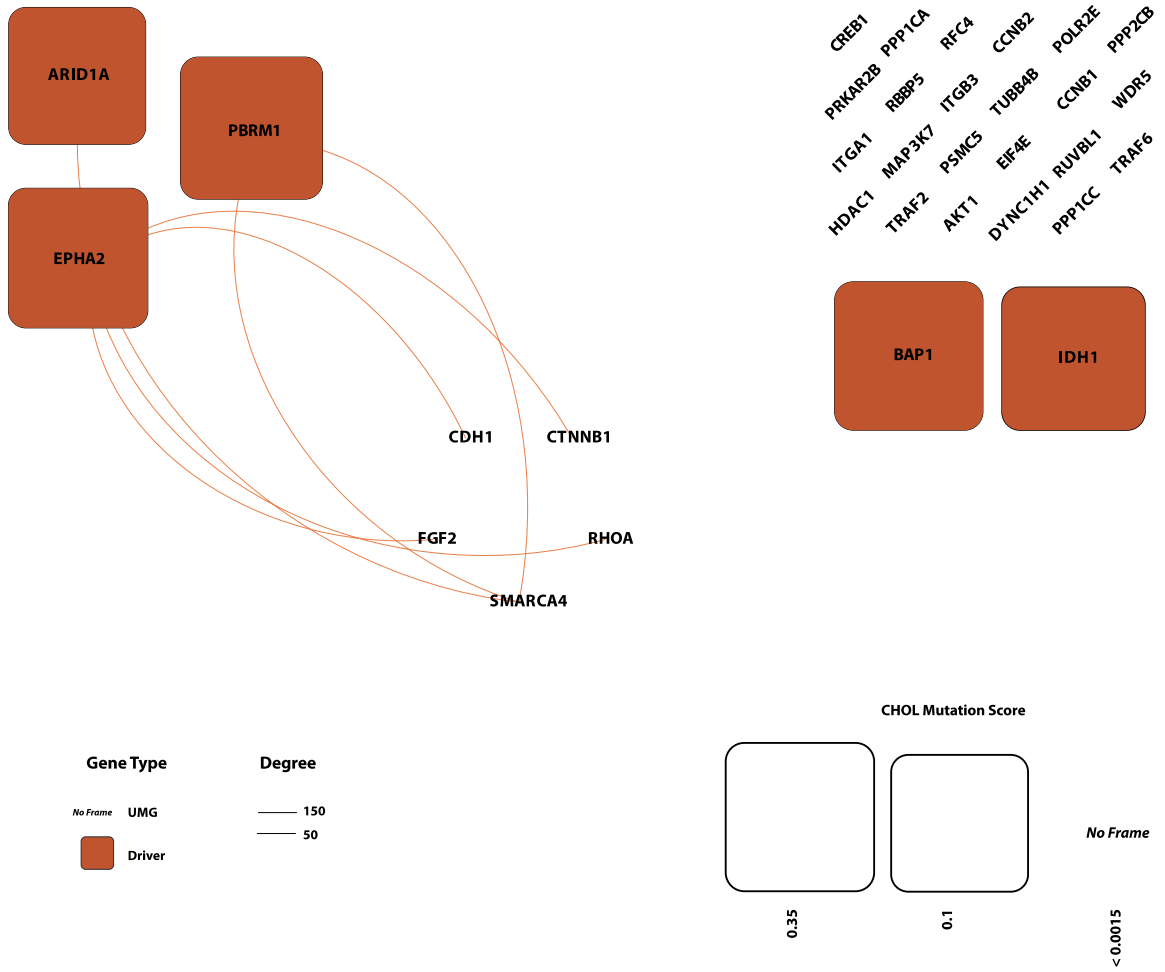 ARID1A
PBRM1
EPHA2
CDH1
CTNNB1
FGF2
RHOA
SMARCA4
CREB1
PPP1CA
RFC4
CCNB2
POLR2E
PPP2CB
PRKAR2B
RBBP5
ITGB3
TUBB4B
CCNB1
WDR5
ITGA1
MAP3K7
PSMC5
EIF4E
RUVBL1
TRAF6
HDAC1
TRAF2
AKT1
DYNC1H1
PPP1CC
BAP1
IDH1
Gene Type
No Frame UMG
Driver
Degree
150
50
CHOL Mutation Score
No Frame
0.35
0.1
< 0.0015